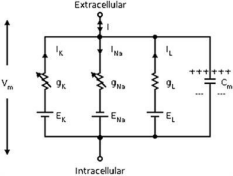 Extracellular
I
I_K I_Na I_L
V_m g_K g_Na g_L ++++++ C_m
--- ---
E_K E_Na E_L
Intracellular